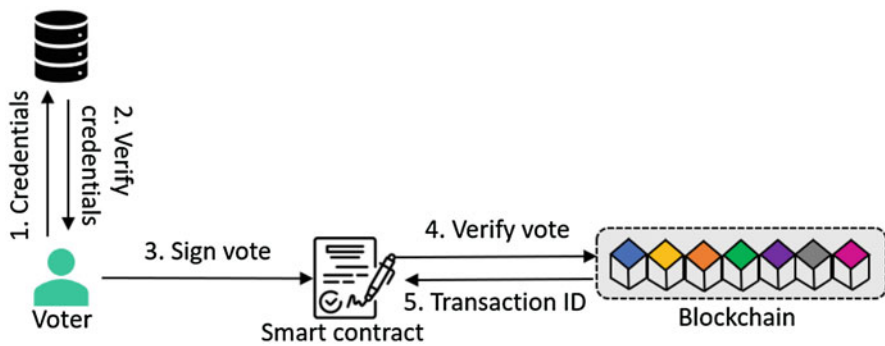 1. Credentials
2. Verify
credentials
3. Sign vote
4. Verify vote
5. Transaction ID
Voter
Smart contract
Blockchain